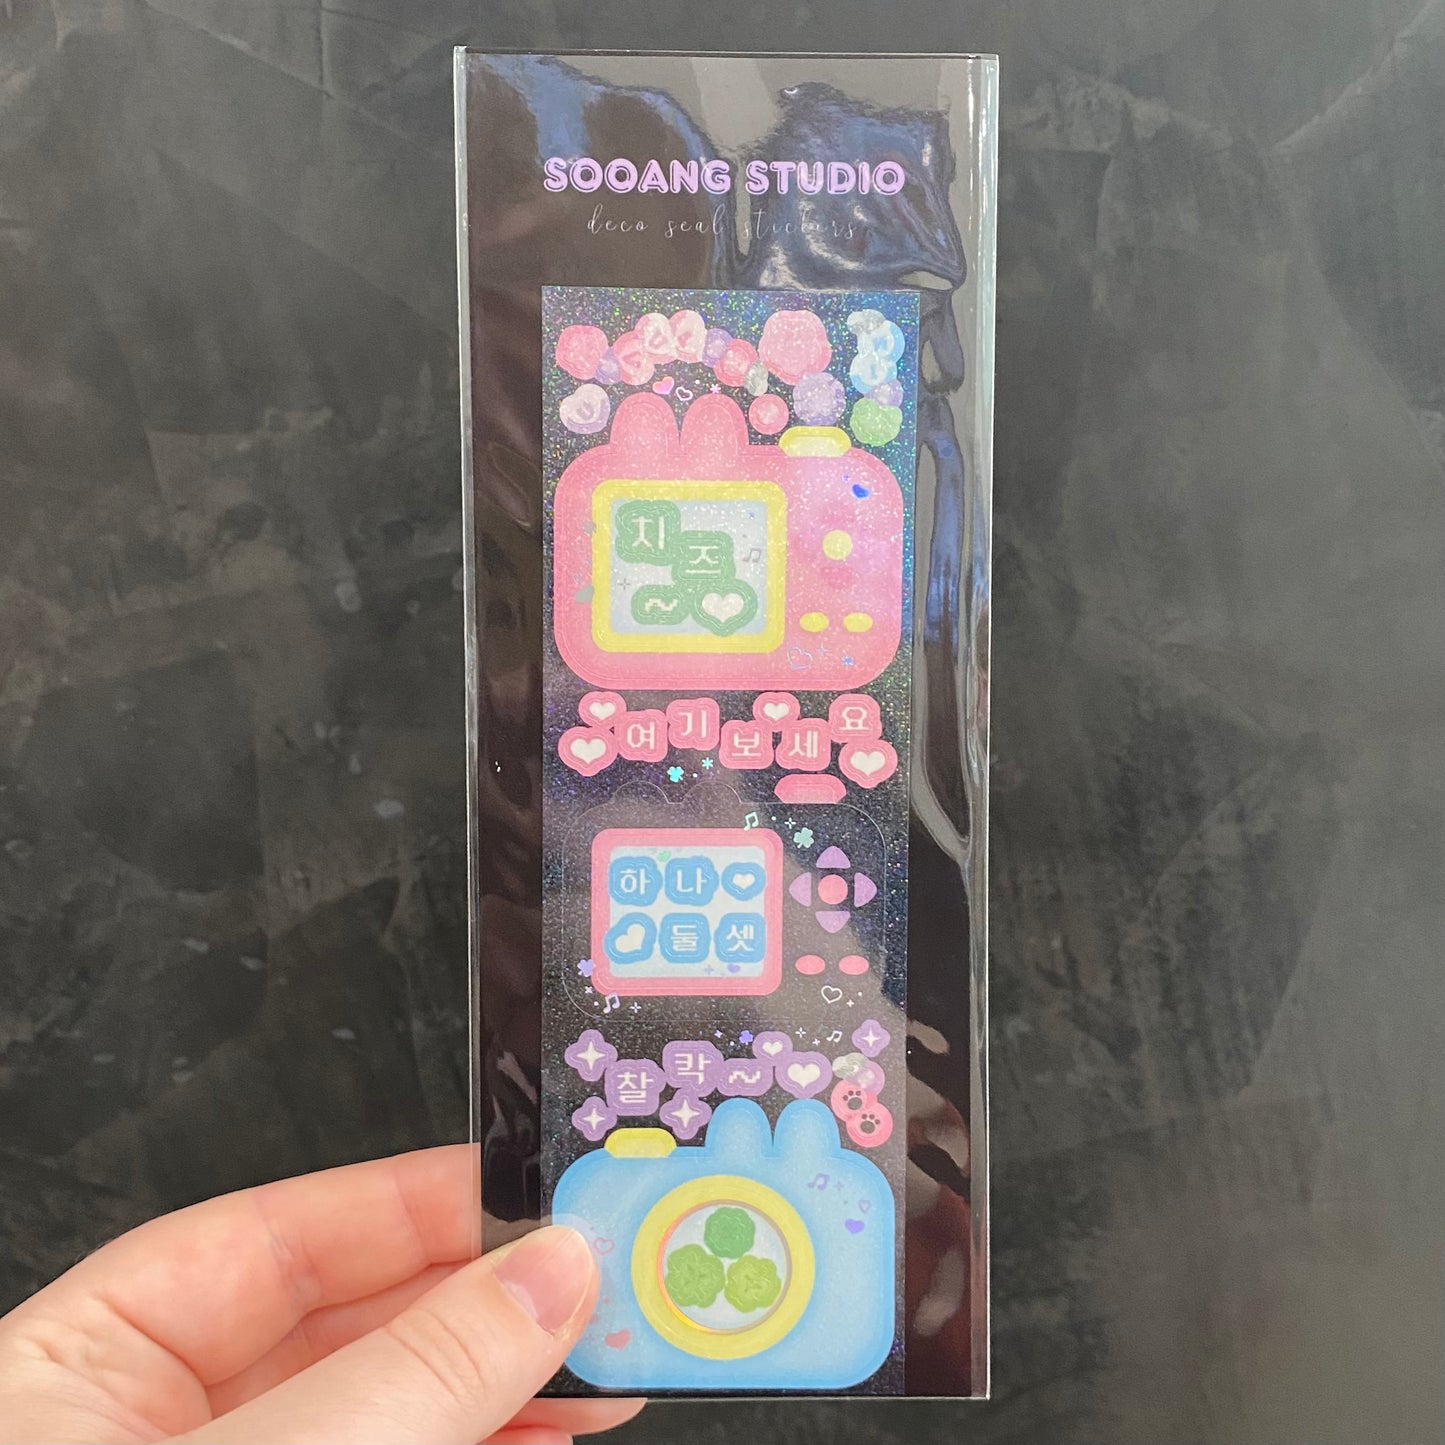 SOOANG STUDIO
deco seal stickers
치
즈
~
여기보세요
하나
둘셋
찰칵~